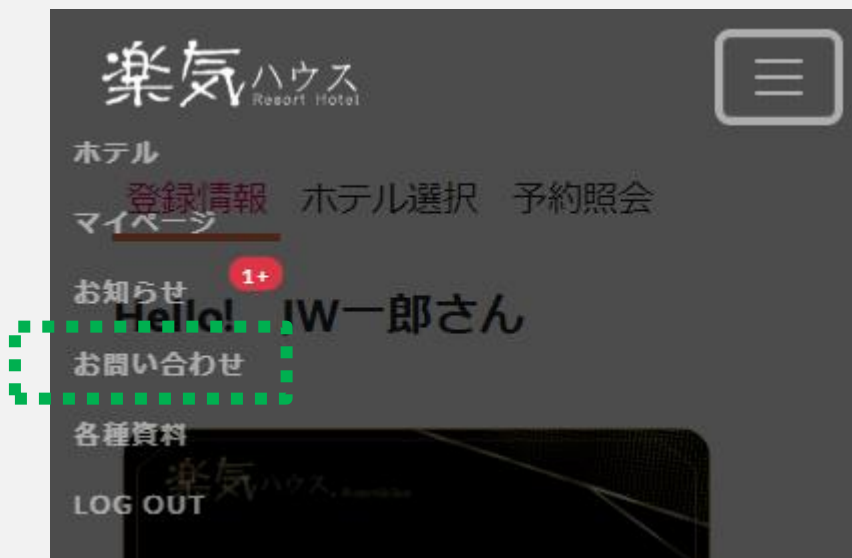 楽気ハウス
Resort Hotel
ホテル
登録情報 ホテル選択 予約照会
マイページ
お知らせ 1+
Hello! JW一郎さん
お問い合わせ
各種資料
楽気ハウス
LOG OUT